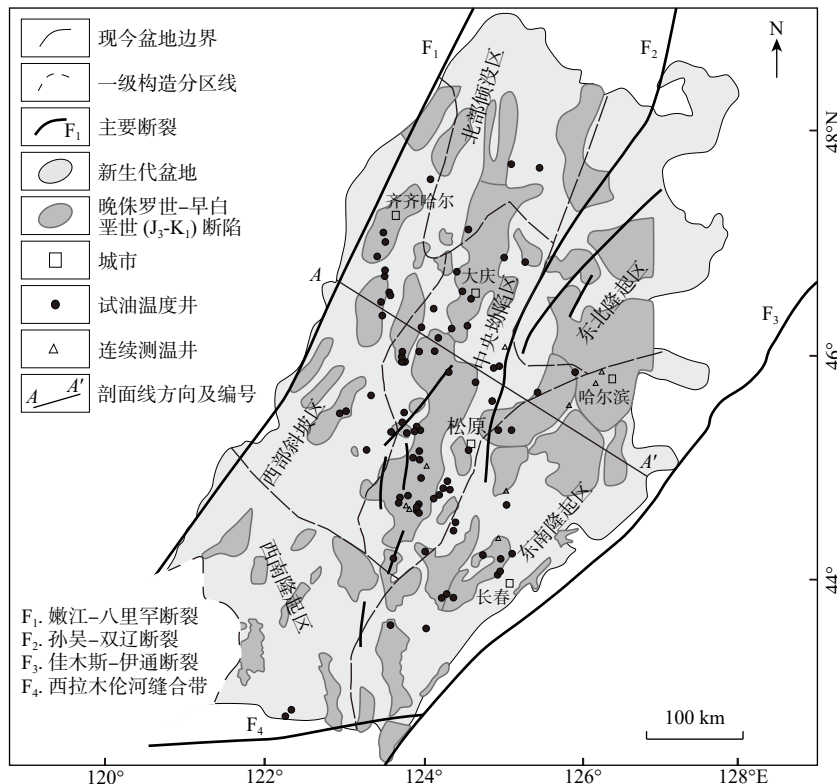 现今盆地边界
一级构造分区线
F₁
主要断裂
新生代盆地
晚侏罗世–早白
垩世 (J₃-K₁) 断陷
城市
试油温度井
连续测温井
A A′
剖面线方向及编号
F₁
F₂
N
北部倾没区
48°N
齐齐哈尔
A
大庆
中央坳陷区
东北隆起区
F₃
46°
哈尔滨
西部斜坡区
松原
A′
东南隆起区
西南隆起区
44°
长春
F₁. 嫩江–八里罕断裂
F₂. 孙吴–双辽断裂
F₃. 佳木斯–伊通断裂
F₄. 西拉木伦河缝合带
F₄
100 km
120°
122°
124°
126°
128°E